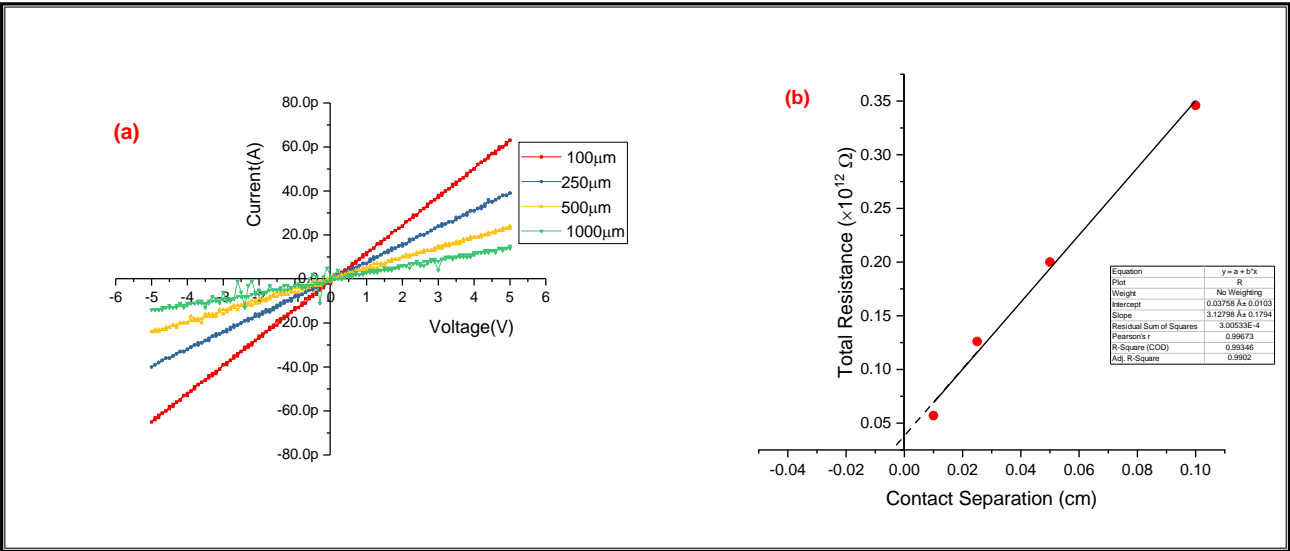 (a)
Current(A)
80.0p
60.0p
40.0p
20.0p
0.0
-20.0p
-40.0p
-60.0p
-80.0p
-6 -5 -4 -3 -2 -1 0 1 2 3 4 5 6
Voltage(V)
100μm
250μm
500μm
1000μm
(b)
Total Resistance (×10¹² Ω)
0.35
0.30
0.25
0.20
0.15
0.10
0.05
-0.04 -0.02 0.00 0.02 0.04 0.06 0.08 0.10
Contact Separation (cm)
Equation y = a + b*x
Plot R
Weight No Weighting
Intercept 0.03758 Â± 0.0103
Slope 3.12798 Â± 0.1794
Residual Sum of Squares 3.00533E-4
Pearson's r 0.99673
R-Square (COD) 0.99346
Adj. R-Square 0.9902